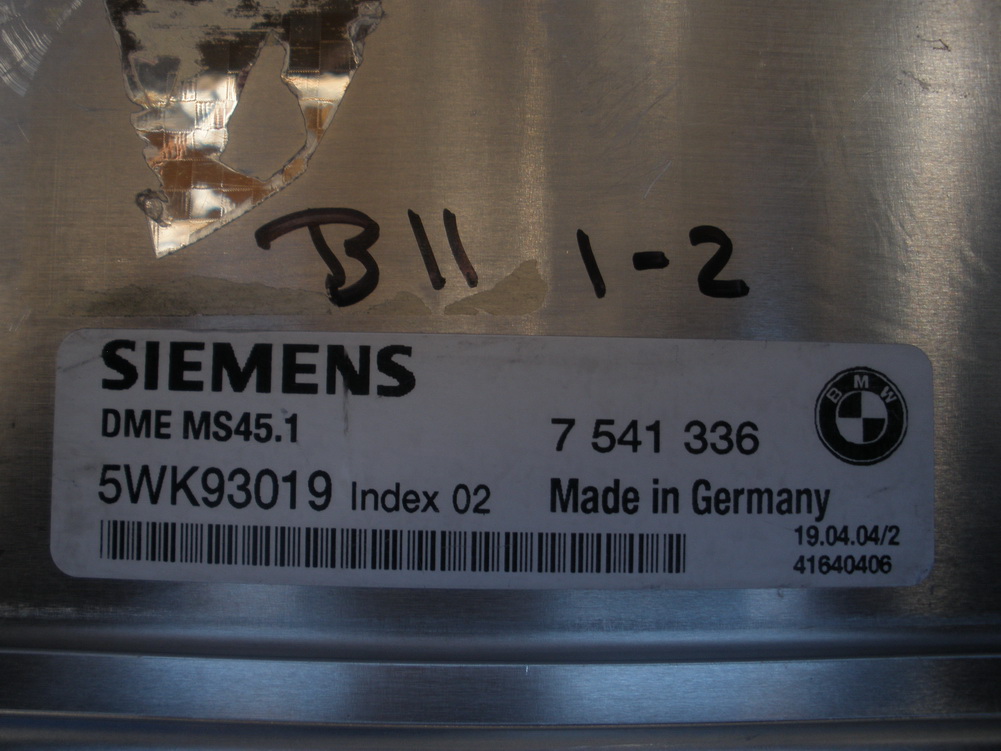 B11 1-2
SIEMENS
BMW
DME MS45.1
7 541 336
5WK93019 Index 02
Made in Germany
19.04.04/2
41640406